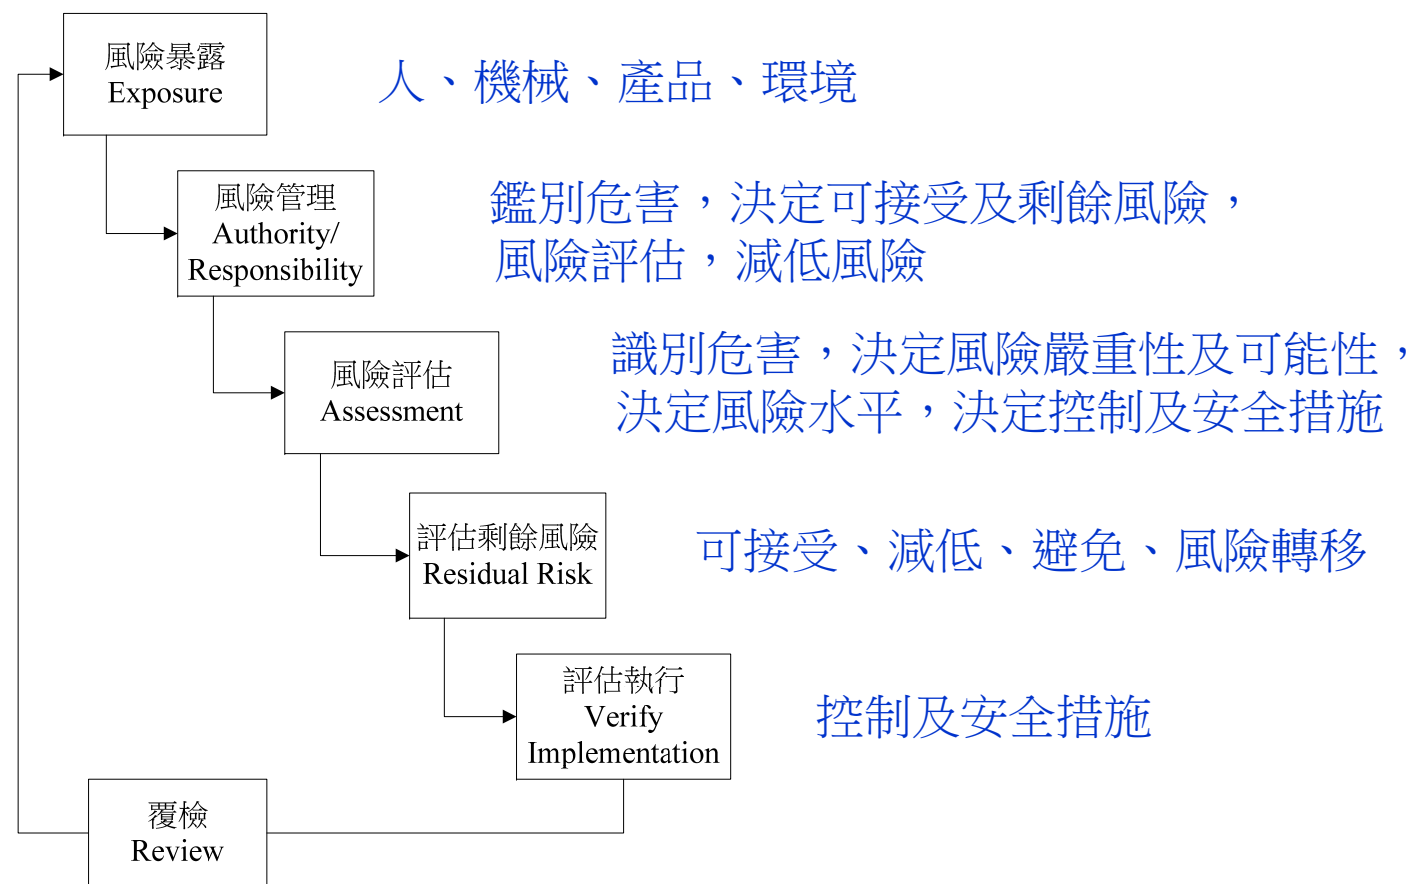 風險暴露
Exposure
人、機械、產品、環境
風險管理
Authority/
Responsibility
鑑別危害，決定可接受及剩餘風險，
風險評估，減低風險
風險評估
Assessment
識別危害，決定風險嚴重性及可能性，
決定風險水平，決定控制及安全措施
評估剩餘風險
Residual Risk
可接受、減低、避免、風險轉移
評估執行
Verify
Implementation
控制及安全措施
覆檢
Review